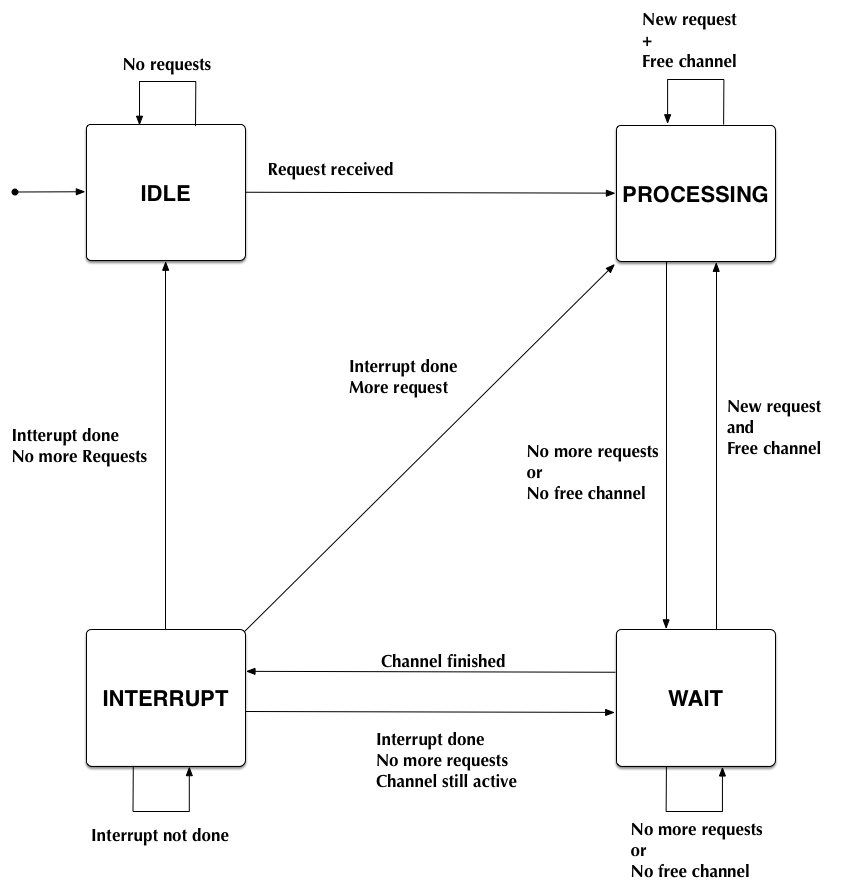 New request
+
Free channel
No requests
Request received
IDLE
PROCESSING
Interrupt done
More request
New request
and
Free channel
Intterupt done
No more Requests
No more requests
or
No free channel
Channel finished
INTERRUPT
WAIT
Interrupt done
No more requests
Channel still active
Interrupt not done
No more requests
or
No free channel